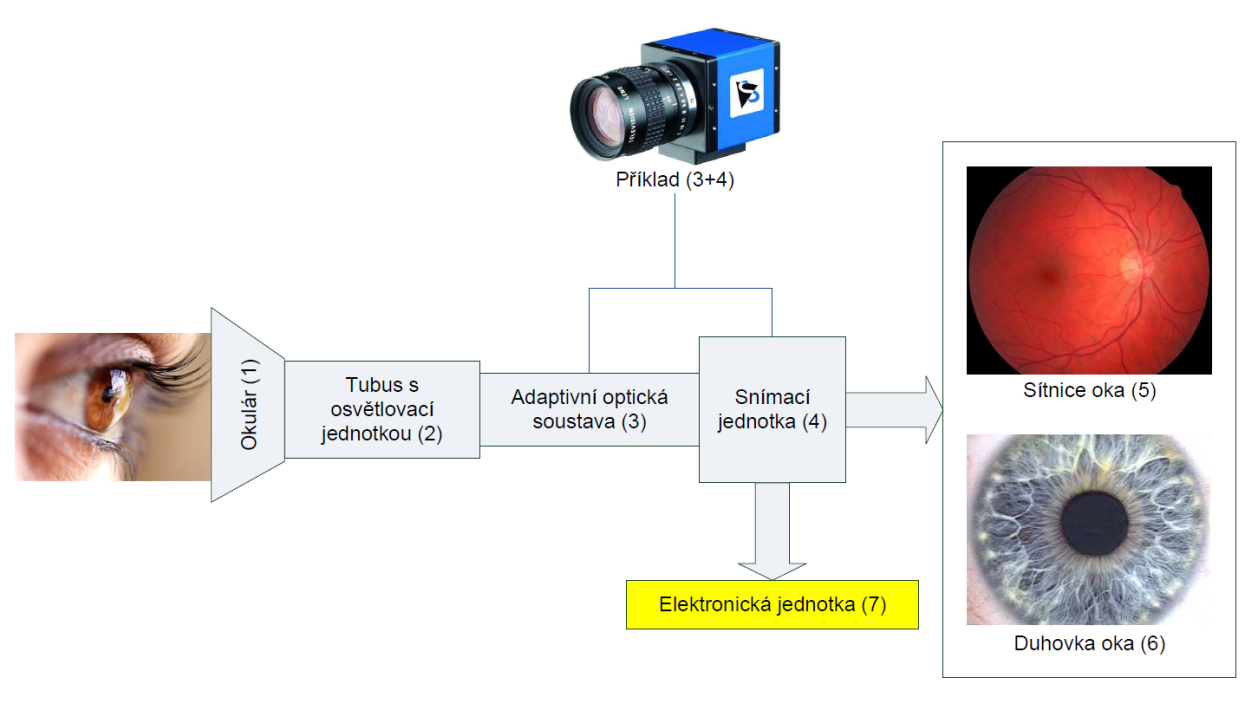 Příklad (3+4)
Okulár (1)
Tubus s
osvětlovací
jednotkou (2)
Adaptivní optická
soustava (3)
Snímací
jednotka (4)
Sítnice oka (5)
Duhovka oka (6)
Elektronická jednotka (7)